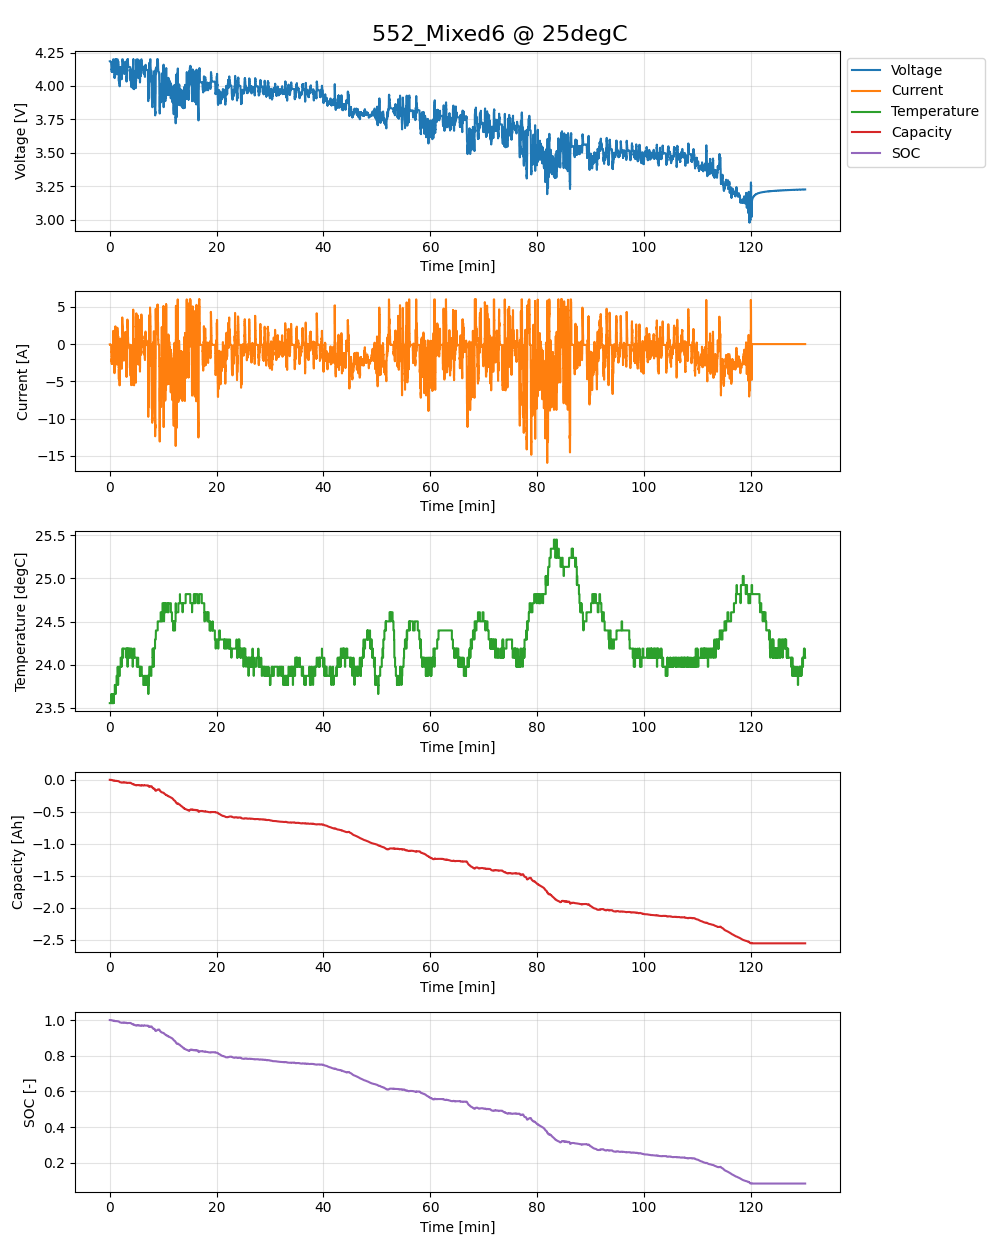 552_Mixed6 @ 25degC
Voltage
Current
Temperature
Capacity
SOC
Voltage [V]
4.25
4.00
3.75
3.50
3.25
3.00
0 20 40 60 80 100 120
Time [min]
Current [A]
5
0
−5
−10
−15
0 20 40 60 80 100 120
Time [min]
Temperature [degC]
25.5
25.0
24.5
24.0
23.5
0 20 40 60 80 100 120
Time [min]
Capacity [Ah]
0.0
−0.5
−1.0
−1.5
−2.0
−2.5
0 20 40 60 80 100 120
Time [min]
SOC [-]
1.0
0.8
0.6
0.4
0.2
0 20 40 60 80 100 120
Time [min]